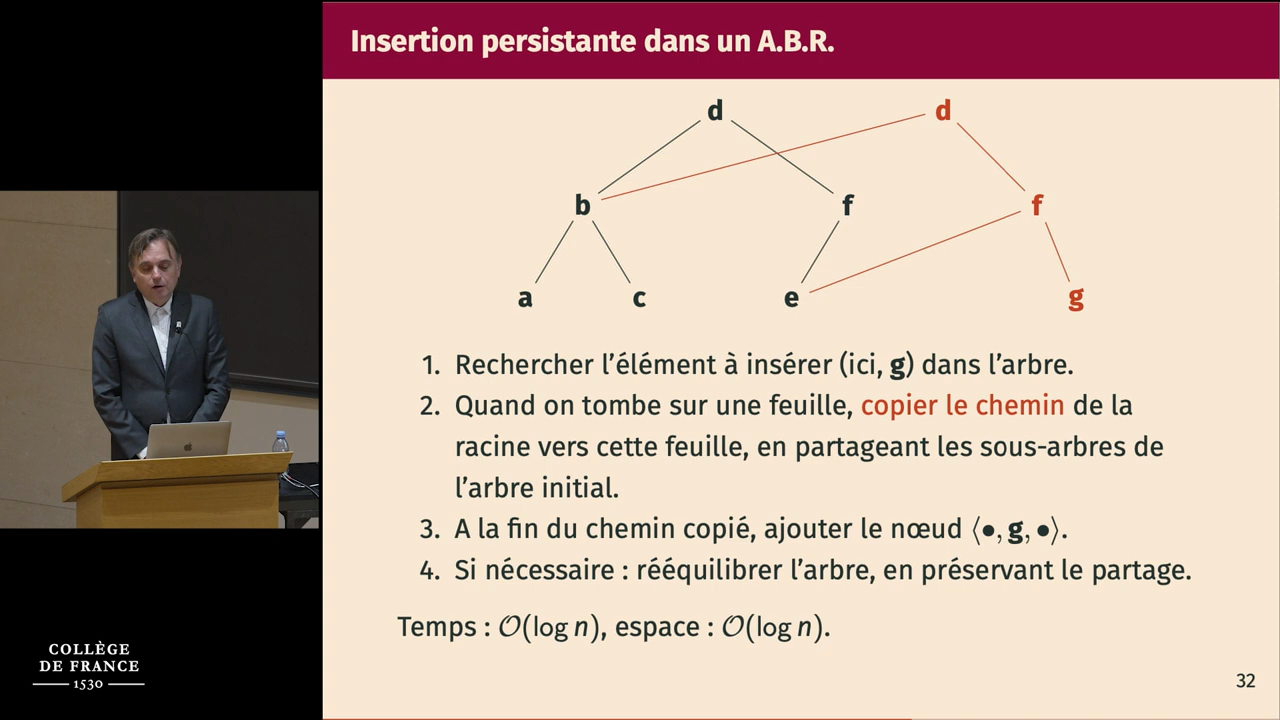 Insertion persistante dans un A.B.R.
d d
b f f
a c e g
1. Rechercher l'élément à insérer (ici, g) dans l'arbre.
2. Quand on tombe sur une feuille, copier le chemin de la
racine vers cette feuille, en partageant les sous-arbres de
l'arbre initial.
3. A la fin du chemin copié, ajouter le nœud ⟨•, g, •⟩.
4. Si nécessaire : rééquilibrer l'arbre, en préservant le partage.
Temps : O(log n), espace : O(log n).
COLLÈGE
DE FRANCE
1530
32